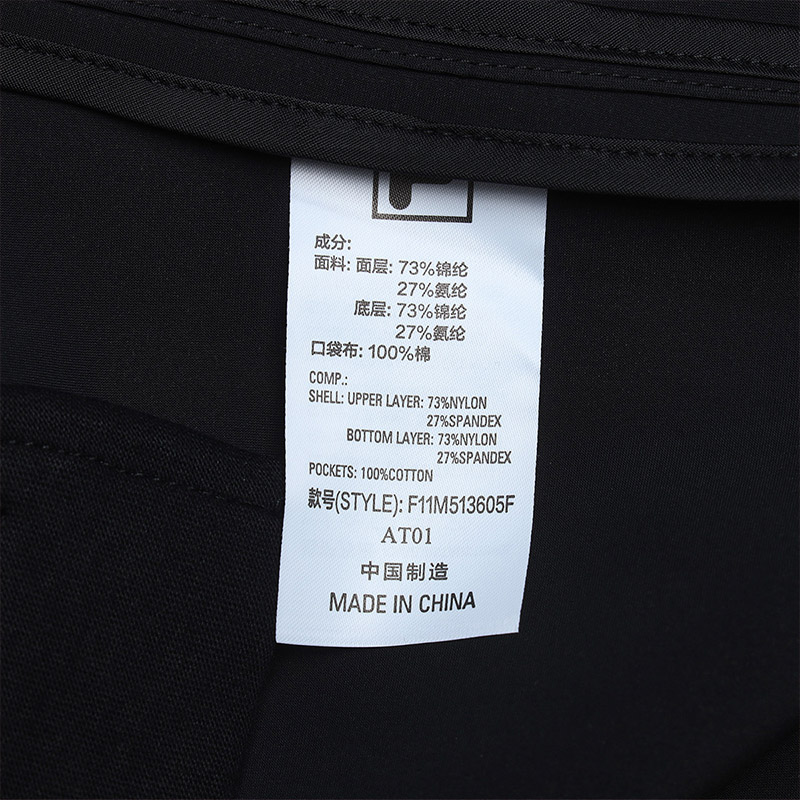 成分:
面料: 面层: 73%锦纶
27%氨纶
底层: 73%锦纶
27%氨纶
口袋布: 100%棉
COMP.:
SHELL: UPPER LAYER: 73%NYLON
27%SPANDEX
BOTTOM LAYER: 73%NYLON
27%SPANDEX
POCKETS: 100%COTTON
款号(STYLE): F11M513605F
AT01
中国制造
MADE IN CHINA